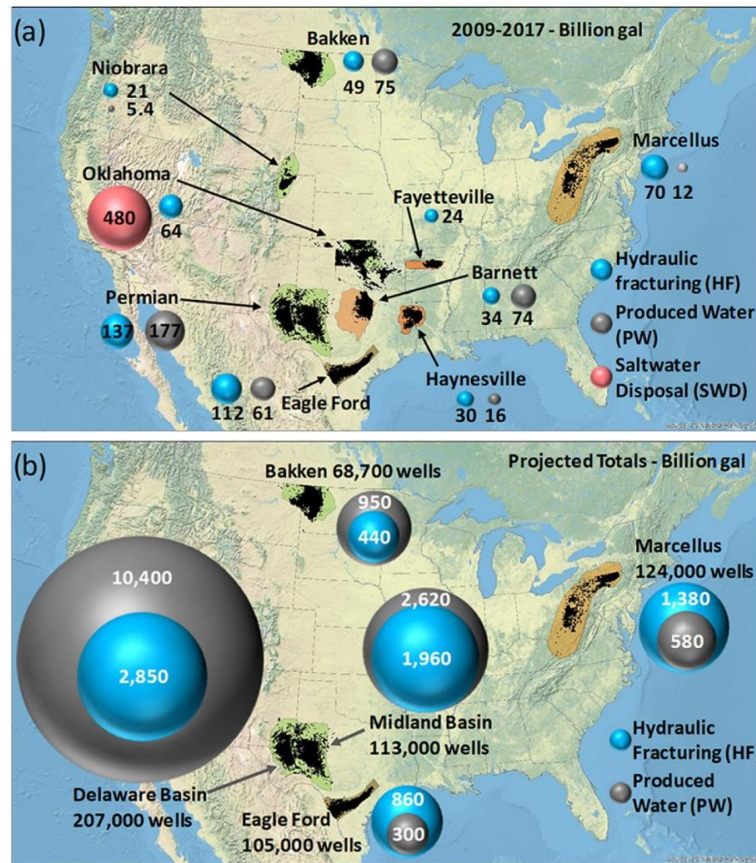 (a)
2009-2017 - Billion gal
Bakken
49 75
Niobrara
21
5.4
Oklahoma
480
64
Fayetteville
24
Marcellus
70 12
Permian
137 177
Barnett
34 74
112 61
Eagle Ford
Haynesville
30 16
Hydraulic
fracturing (HF)
Produced Water
(PW)
Saltwater
Disposal (SWD)
(b)
Bakken 68,700 wells
Projected Totals - Billion gal
950
440
Marcellus
124,000 wells
1,380
580
10,400
2,850
2,620
1,960
Midland Basin
113,000 wells
Delaware Basin
207,000 wells
Eagle Ford
105,000 wells
860
300
Hydraulic
Fracturing (HF
Produced
Water (PW)